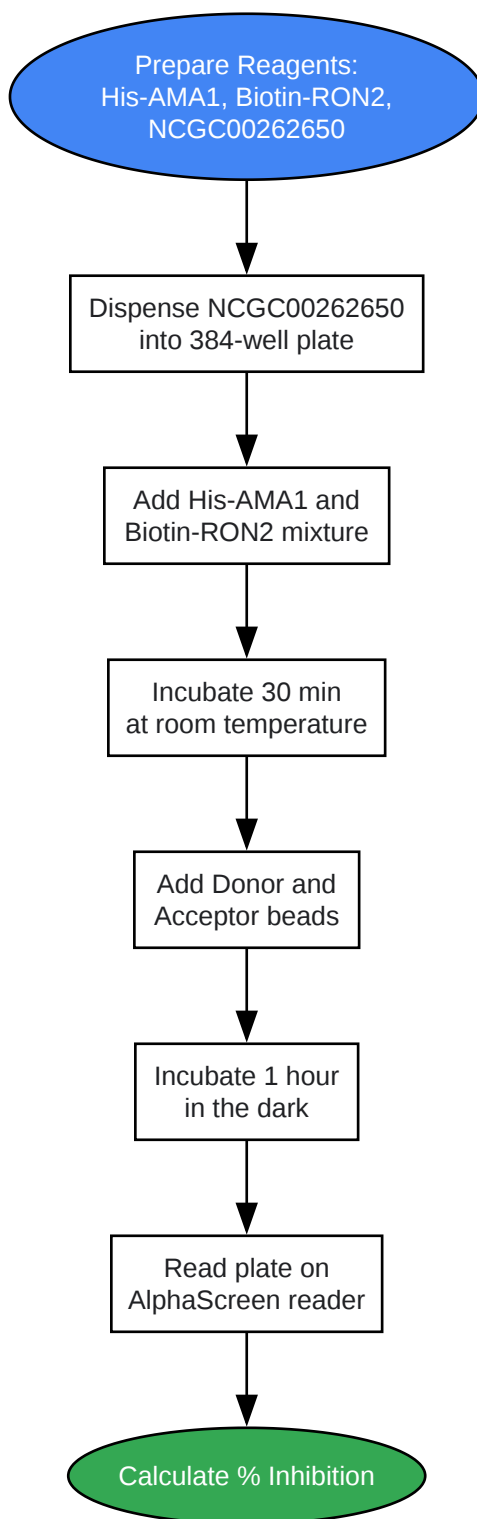 Prepare Reagents:
His-AMA1, Biotin-RON2,
NCGC00262650
Dispense NCGC00262650
into 384-well plate
Add His-AMA1 and
Biotin-RON2 mixture
Incubate 30 min
at room temperature
Add Donor and
Acceptor beads
Incubate 1 hour
in the dark
Read plate on
AlphaScreen reader
Calculate % Inhibition